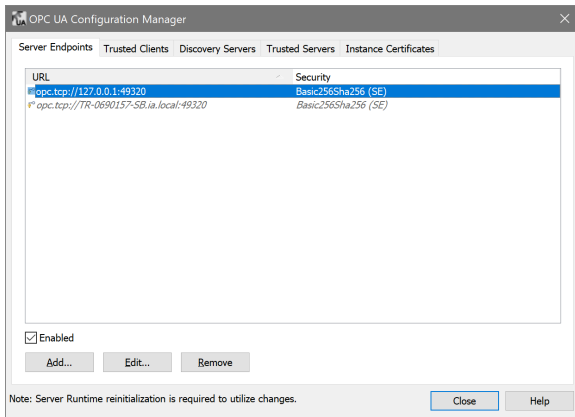 OPC UA Configuration Manager
Server Endpoints Trusted Clients Discovery Servers Trusted Servers Instance Certificates
URL Security
opc.tcp://127.0.0.1:49320 Basic256Sha256 (SE)
opc.tcp://TR-0690157-SB.ia.local:49320 Basic256Sha256 (SE)
Enabled
Add... Edit... Remove
Note: Server Runtime reinitialization is required to utilize changes.
Close Help